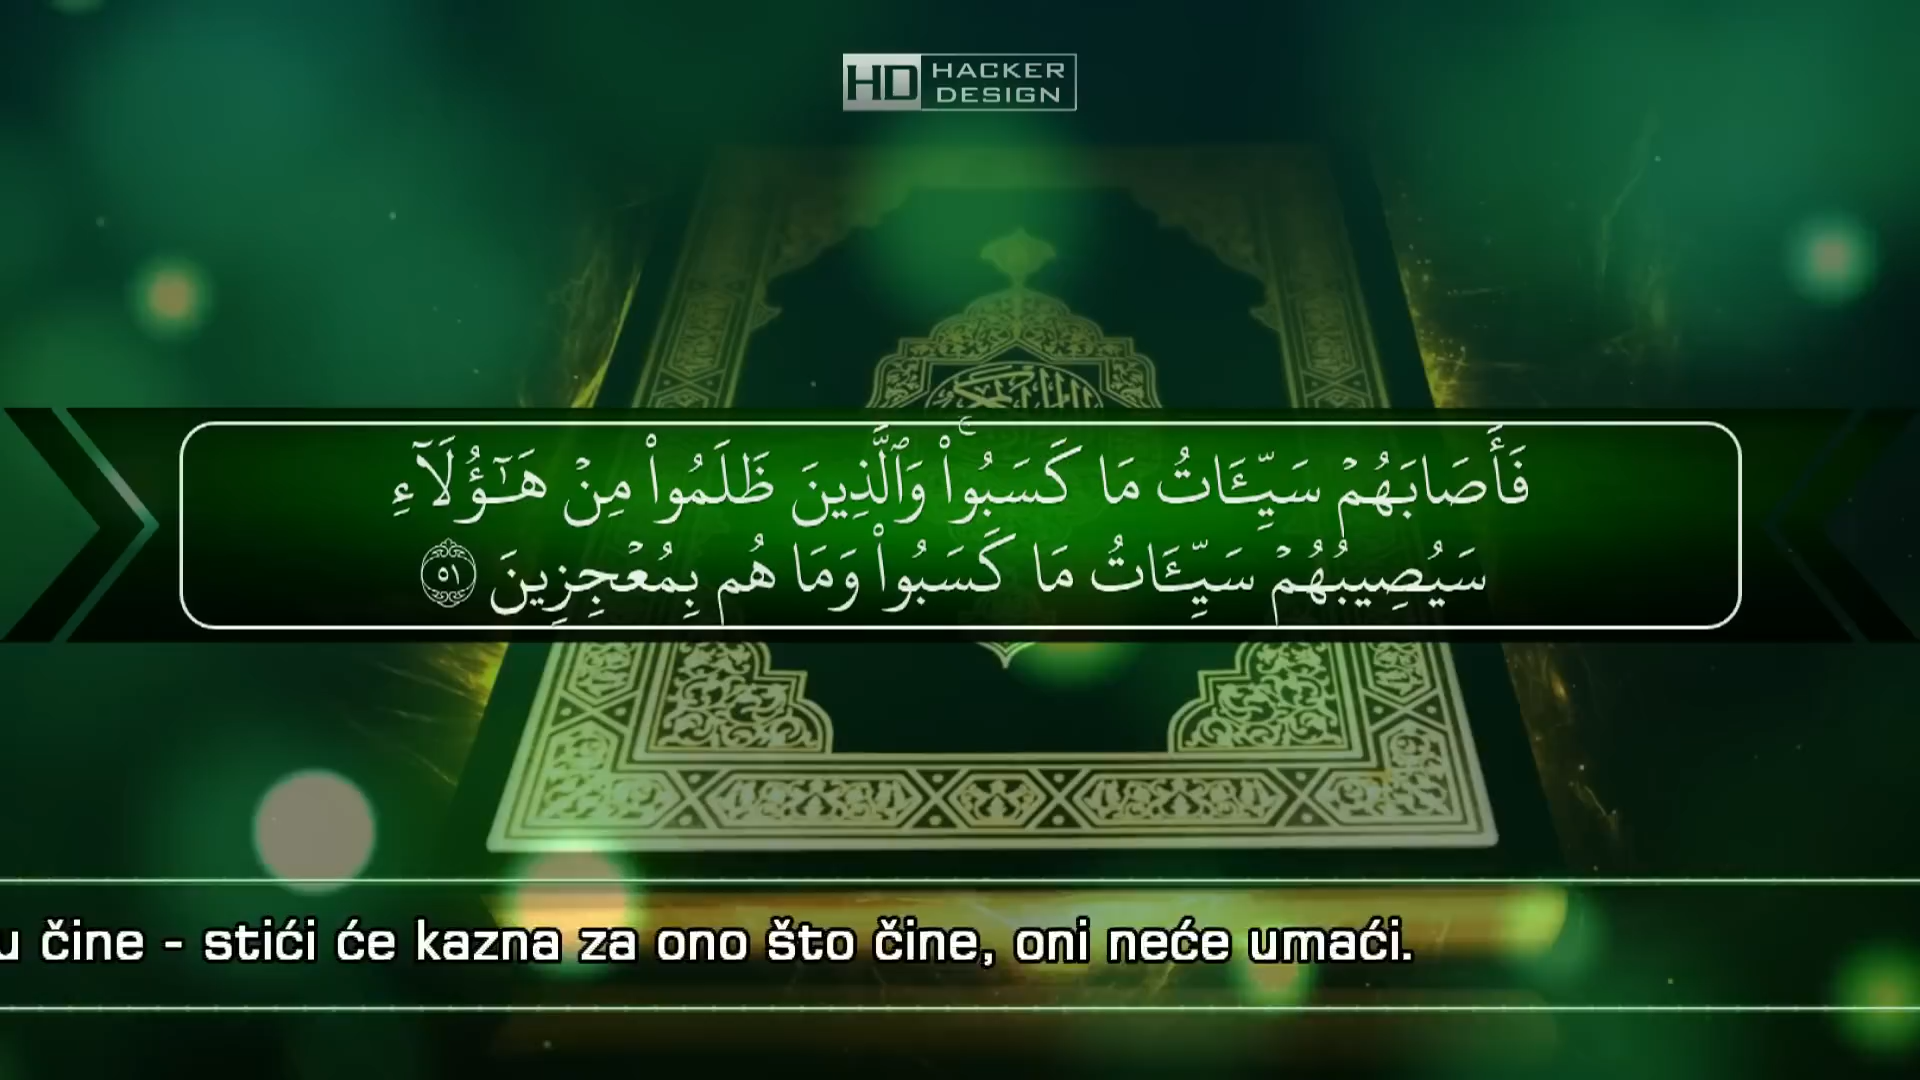 HD HACKER
DESIGN
فَأَصَابَهُمْ سَيِّـَٔاتُ مَا كَسَبُوا۟ ۚ وَٱلَّذِينَ ظَلَمُوا۟ مِنْ هَـٰٓؤُلَآءِ
سَيُصِيبُهُمْ سَيِّـَٔاتُ مَا كَسَبُوا۟ وَمَا هُم بِمُعْجِزِينَ ٥١
u čine - stići će kazna za ono što čine, oni neće umaći.